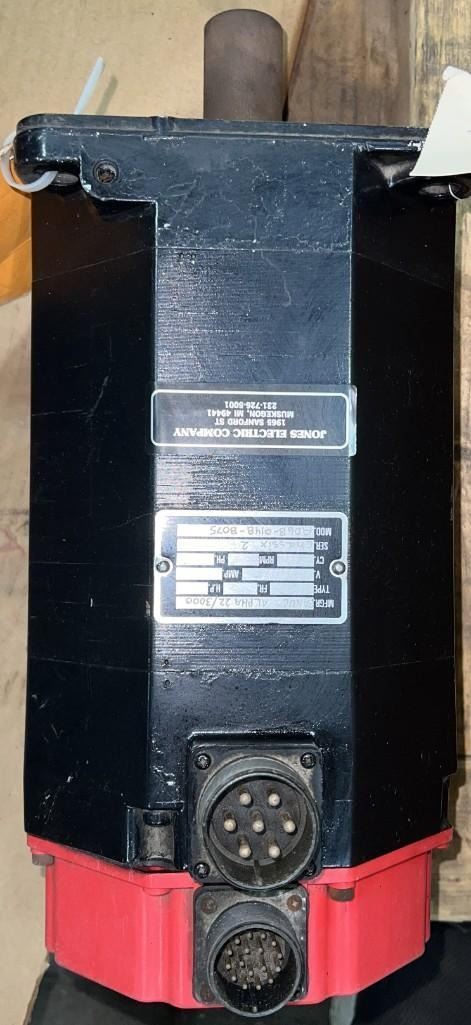 JONES ELECTRIC COMPANY
1965 SANFORD ST
MUSKEGON, MI 49441
231-726-5001
MFGR. ALPHA 22/3000
TYPE FR. H.P.
V. AMP.
CY. RPM PH.
SER.
MOD. A06B-0148-B075